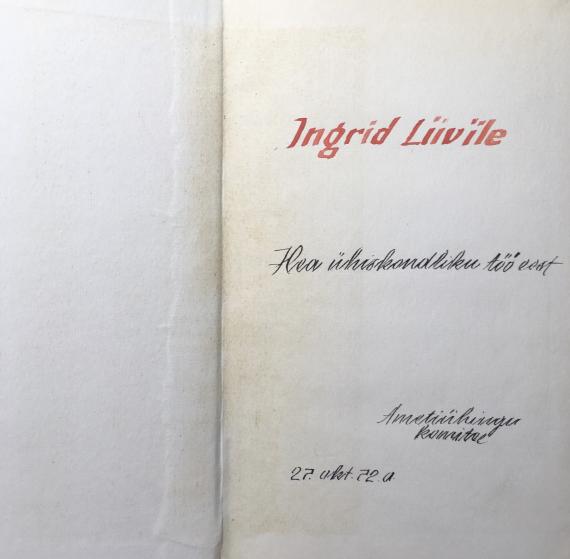 Ingrid Liivile
Hea ühiskondliku töö eest
Ametiühingu
komitee
27. okt. 72.a.